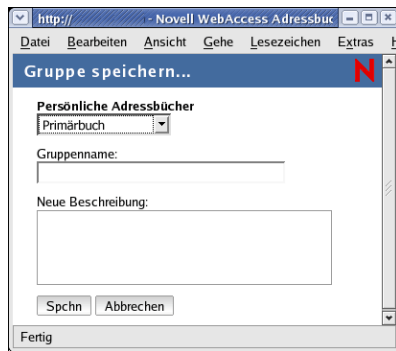 http:// - Novell WebAccess Adressbuc
Datei Bearbeiten Ansicht Gehe Lesezeichen Extras H
Gruppe speichern... N
Persönliche Adressbücher
Primärbuch
Gruppenname:
Neue Beschreibung:
Spchn Abbrechen
Fertig